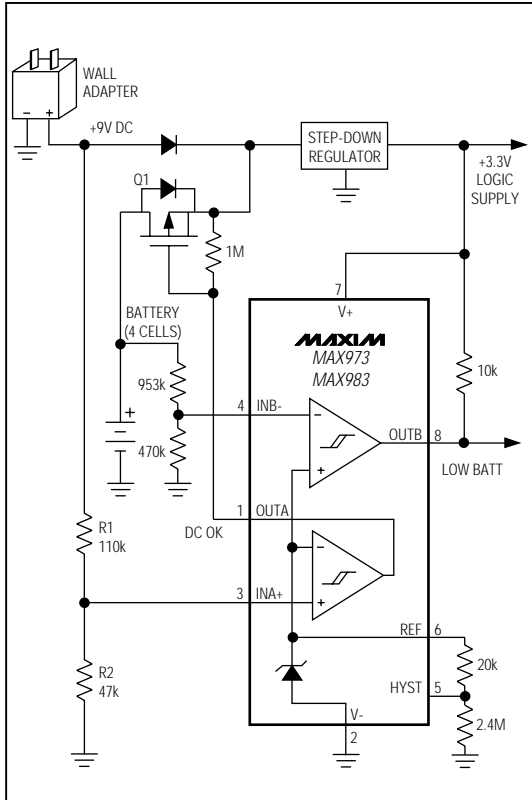 WALL
ADAPTER
− +
+9V DC
STEP-DOWN
REGULATOR
+3.3V
LOGIC
SUPPLY
Q1
1M
7
V+
BATTERY
(4 CELLS)
MAXIM
MAX973
MAX983
953k
10k
4 INB-
−
OUTB 8
+
470k
+
LOW BATT
1 OUTA
DC OK
R1
110k
−
3 INA+
+
REF 6
R2
47k
20k
HYST 5
V-
2
2.4M